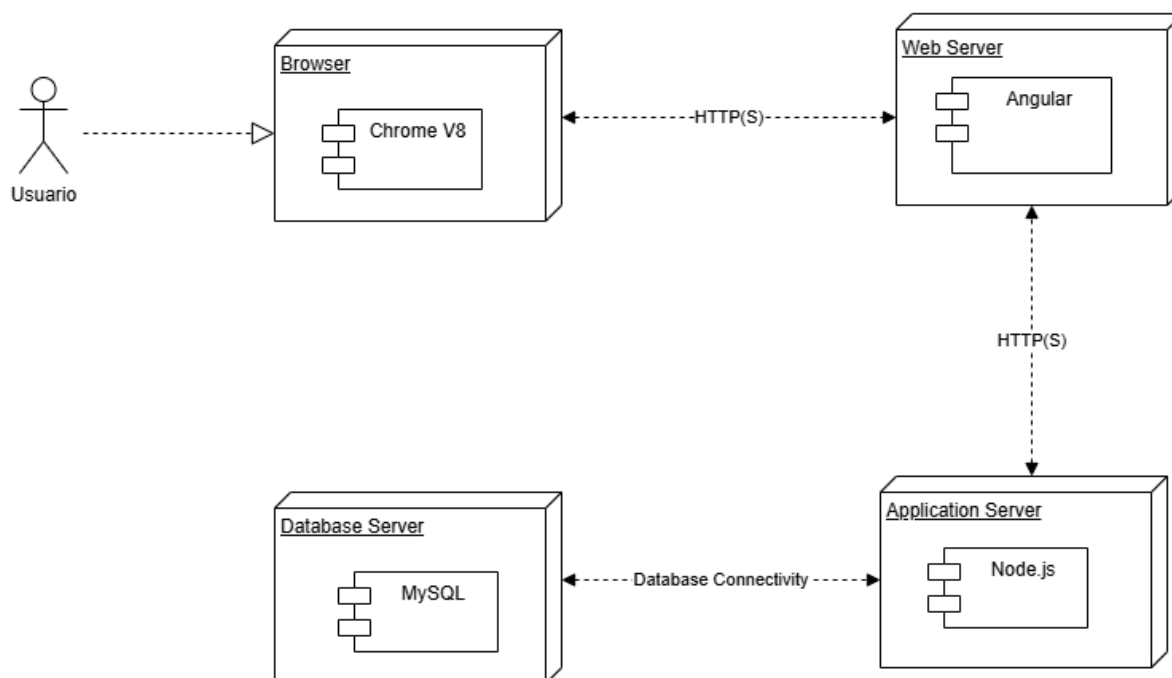 Usuario
Browser
Chrome V8
HTTP(S)
Web Server
Angular
HTTP(S)
Application Server
Node.js
Database Connectivity
Database Server
MySQL